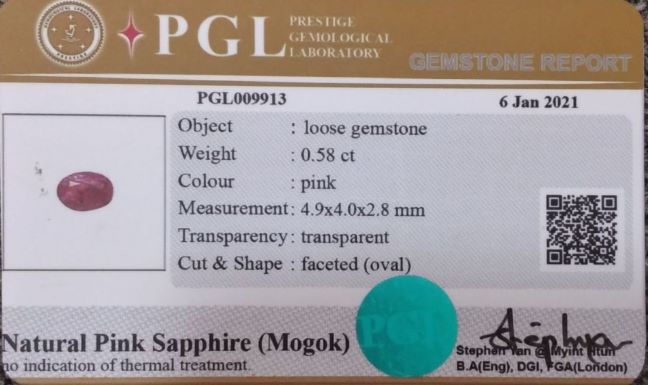 PGL PRESTIGE
GEMOLOGICAL
LABORATORY
GEMSTONE REPORT
PGL009913 6 Jan 2021
Object : loose gemstone
Weight : 0.58 ct
Colour : pink
Measurement : 4.9x4.0x2.8 mm
Transparency : transparent
Cut & Shape : faceted (oval)
PGL
Natural Pink Sapphire (Mogok)
no indication of thermal treatment.
Stephen Yan @ Myint Htun
B.A(Eng), DGI, FGA(London)